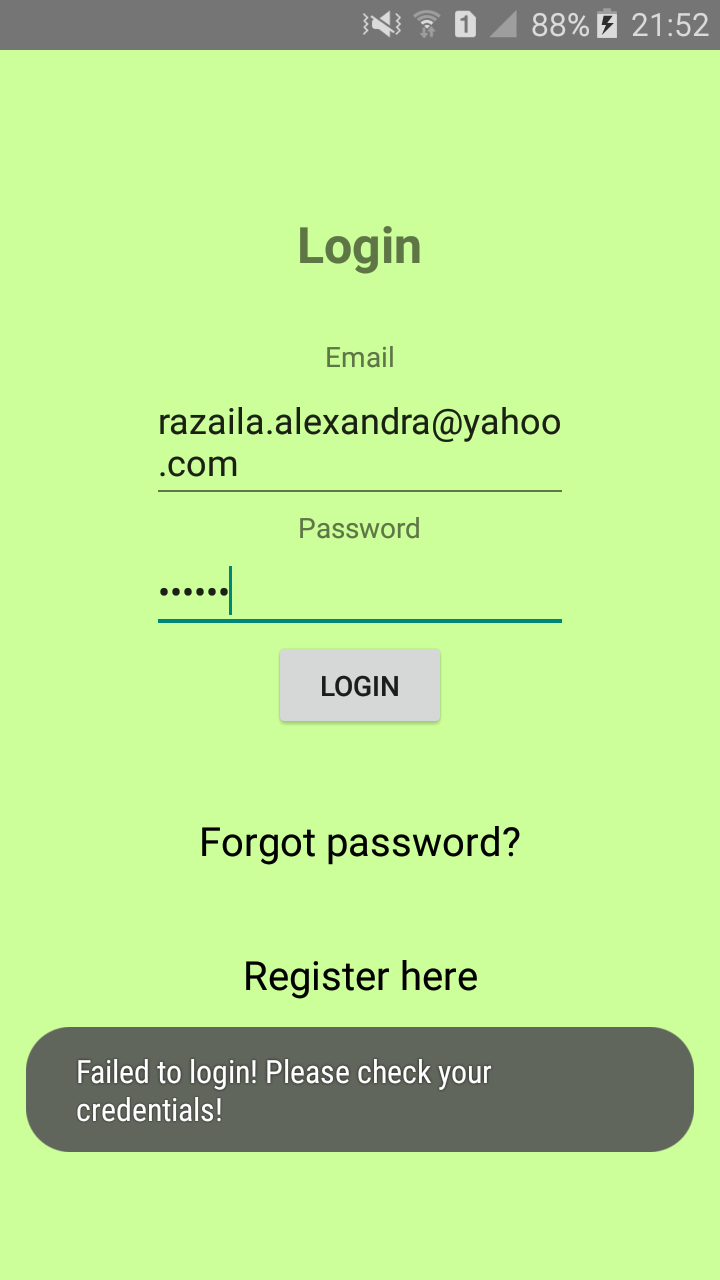 1 88% 21:52
Login
Email
razaila.alexandra@yahoo
.com
Password
••••••
LOGIN
Forgot password?
Register here
Failed to login! Please check your
credentials!